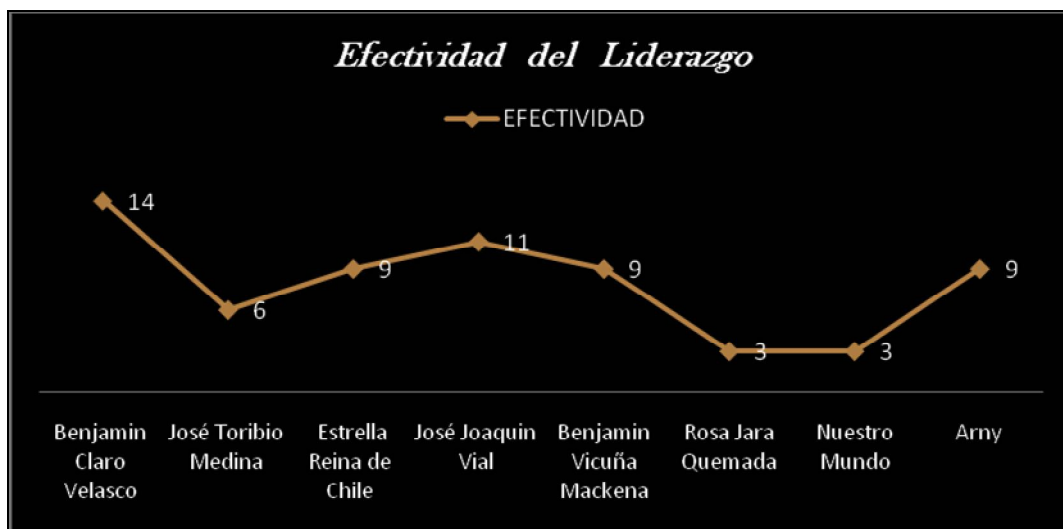 Efectividad del Liderazgo
EFECTIVIDAD
14
6
9
11
9
3
3
9
Benjamin
Claro
Velasco
José Toribio
Medina
Estrella
Reina de
Chile
José Joaquin
Vial
Benjamin
Vicuña
Mackena
Rosa Jara
Quemada
Nuestro
Mundo
Arny